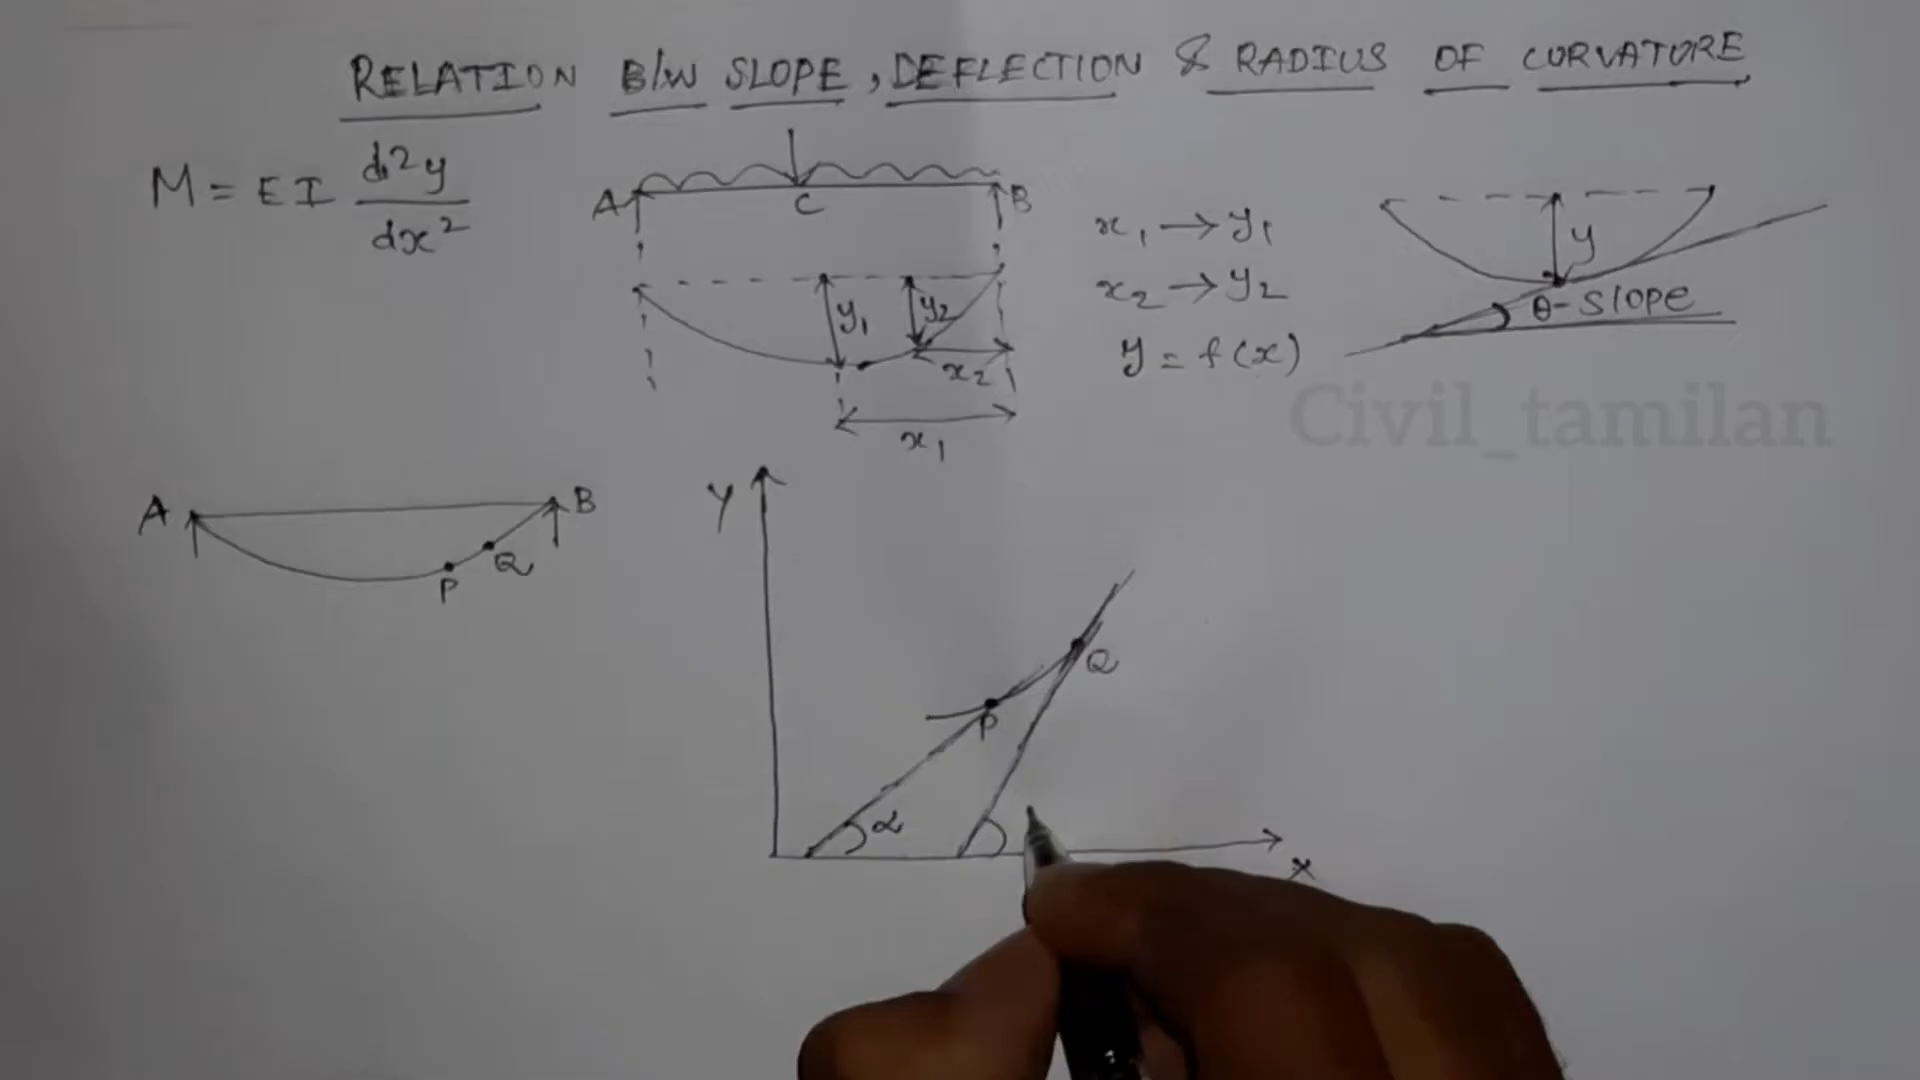 RELATION B/W SLOPE, DEFLECTION & RADIUS OF CURVATURE
M = EI d²y/dx²
A C B
y1 y2
x2
x1
x1 → y1
x2 → y2
y = f(x)
y
θ-slope
Civil_tamilan
A B
P Q
Y
Q
P
α
x